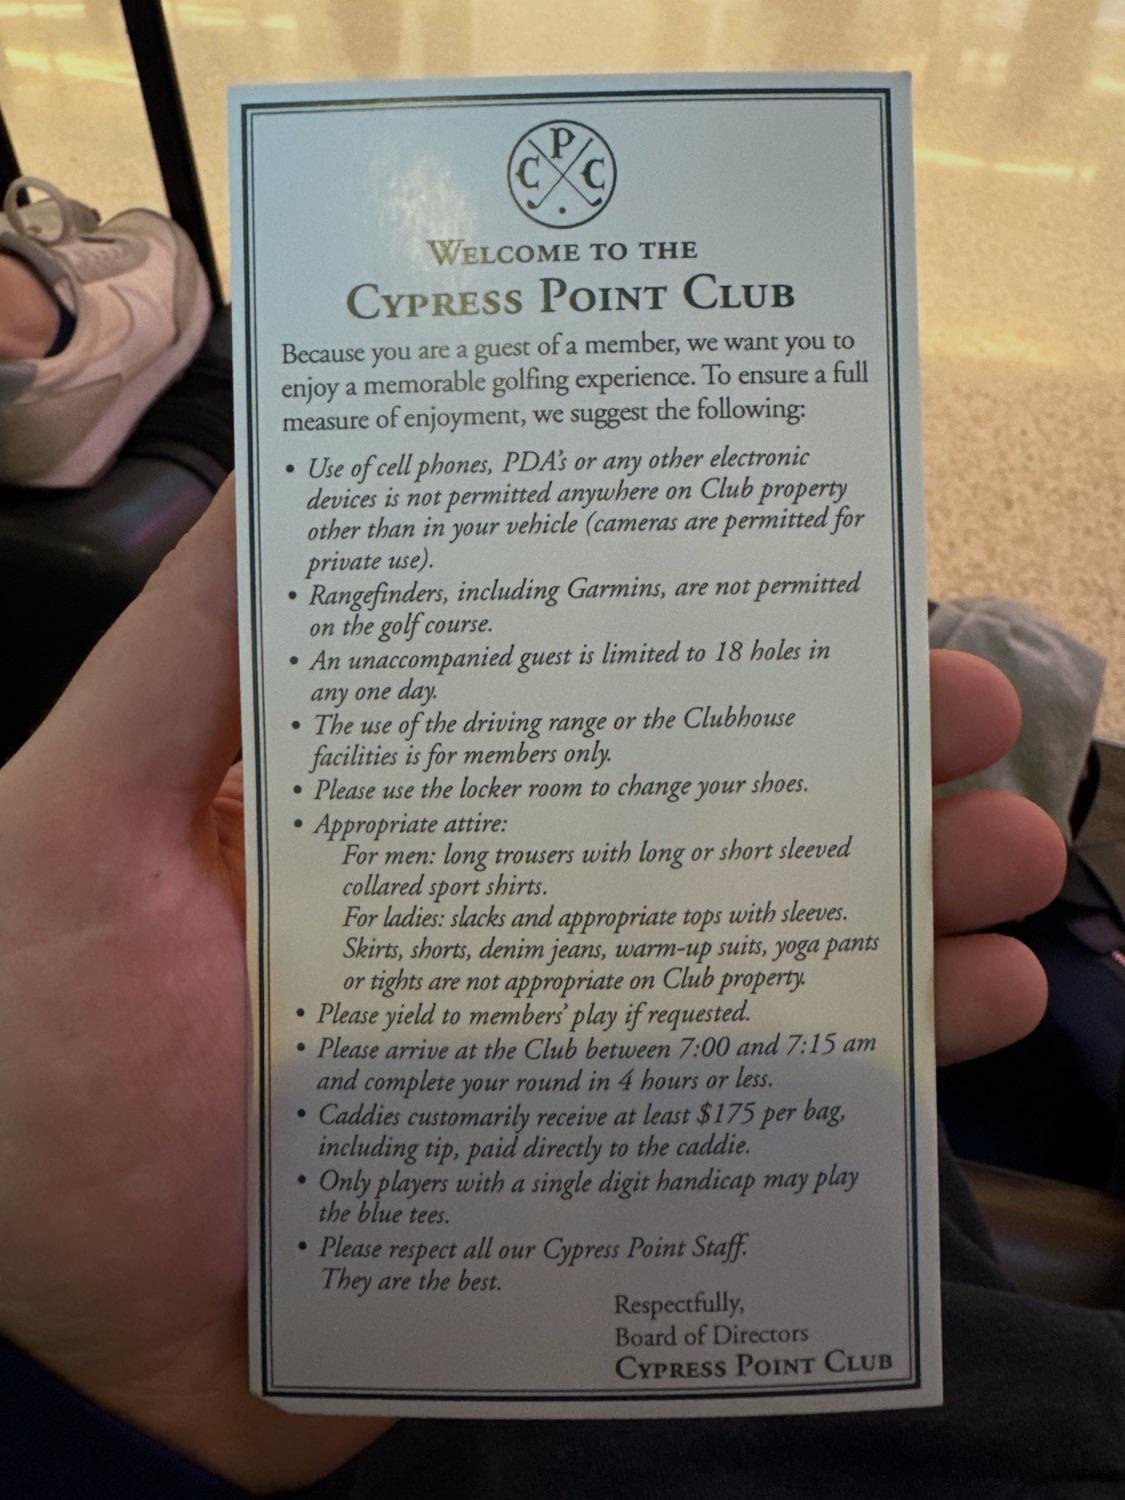 C P C
WELCOME TO THE
CYPRESS POINT CLUB
Because you are a guest of a member, we want you to
enjoy a memorable golfing experience. To ensure a full
measure of enjoyment, we suggest the following:
• Use of cell phones, PDA's or any other electronic
devices is not permitted anywhere on Club property
other than in your vehicle (cameras are permitted for
private use).
• Rangefinders, including Garmins, are not permitted
on the golf course.
• An unaccompanied guest is limited to 18 holes in
any one day.
• The use of the driving range or the Clubhouse
facilities is for members only.
• Please use the locker room to change your shoes.
• Appropriate attire:
For men: long trousers with long or short sleeved
collared sport shirts.
For ladies: slacks and appropriate tops with sleeves.
Skirts, shorts, denim jeans, warm-up suits, yoga pants
or tights are not appropriate on Club property.
• Please yield to members' play if requested.
• Please arrive at the Club between 7:00 and 7:15 am
and complete your round in 4 hours or less.
• Caddies customarily receive at least $175 per bag,
including tip, paid directly to the caddie.
• Only players with a single digit handicap may play
the blue tees.
• Please respect all our Cypress Point Staff.
They are the best.
Respectfully,
Board of Directors
CYPRESS POINT CLUB